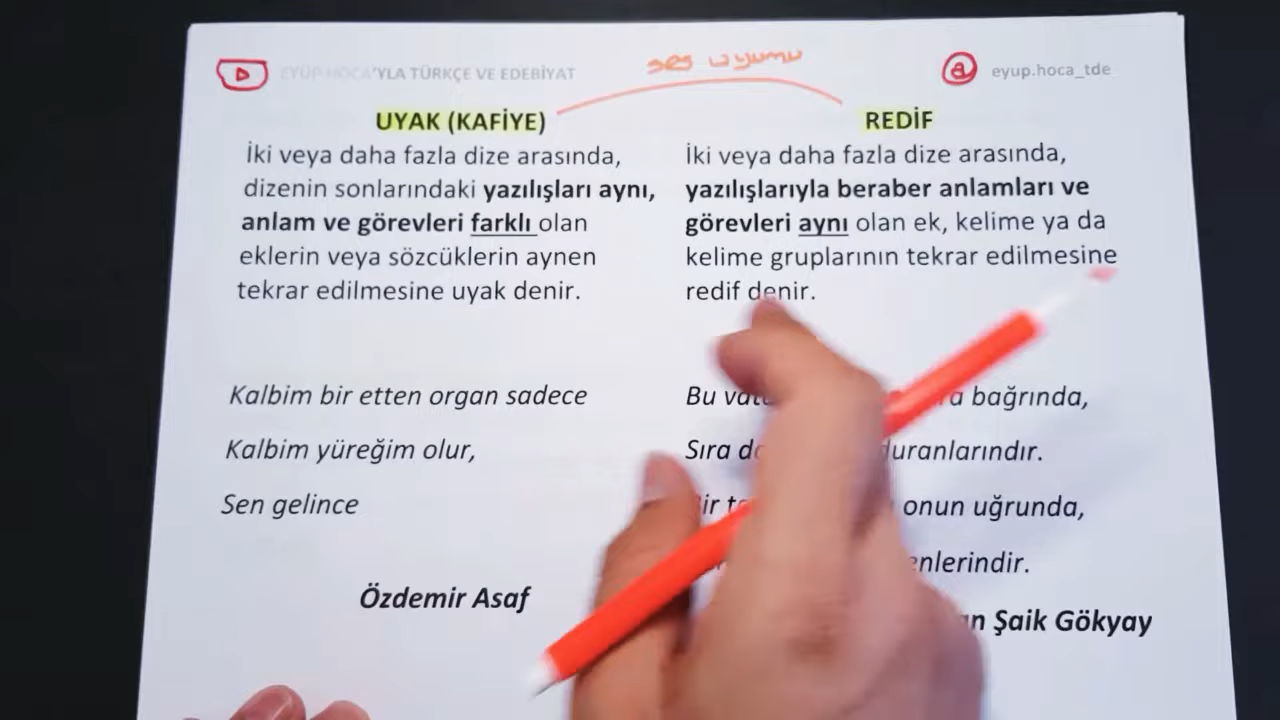 ses uyumu
EYÜP HOCA'YLA TÜRKÇE VE EDEBİYAT
eyup.hoca_tde
UYAK (KAFİYE)
İki veya daha fazla dize arasında,
dizenin sonlarındaki yazılışları aynı,
anlam ve görevleri farklı olan
eklerin veya sözcüklerin aynen
tekrar edilmesine uyak denir.
Kalbim bir etten organ sadece
Kalbim yüreğim olur,
Sen gelince
Özdemir Asaf
REDİF
İki veya daha fazla dize arasında,
yazılışlarıyla beraber anlamları ve
görevleri aynı olan ek, kelime ya da
kelime gruplarının tekrar edilmesine
redif denir.
Bu bağrında,
Sıra duranlarındır.
onun uğrunda,
Şaik Gökyay